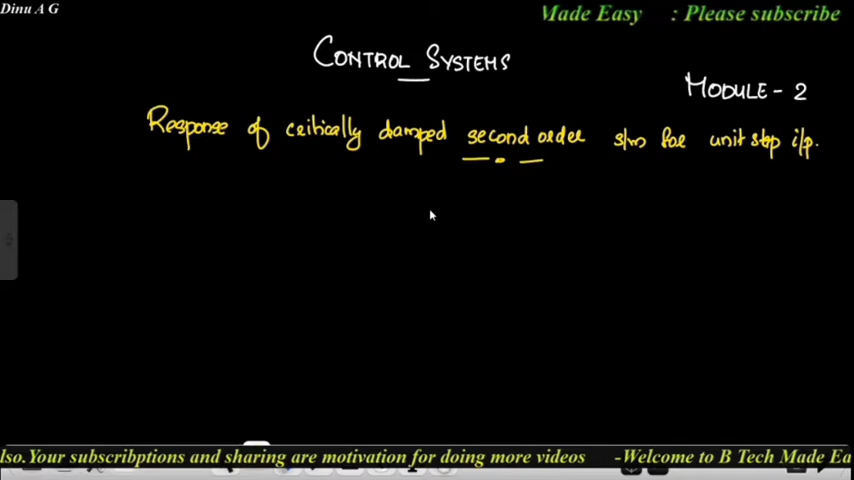 Dinu A G
Made Easy : Please subscribe
CONTROL SYSTEMS
MODULE - 2
Response of critically damped second order s/m for unit step i/p.
lso.Your subscribptions and sharing are motivation for doing more videos -Welcome to B Tech Made Ea